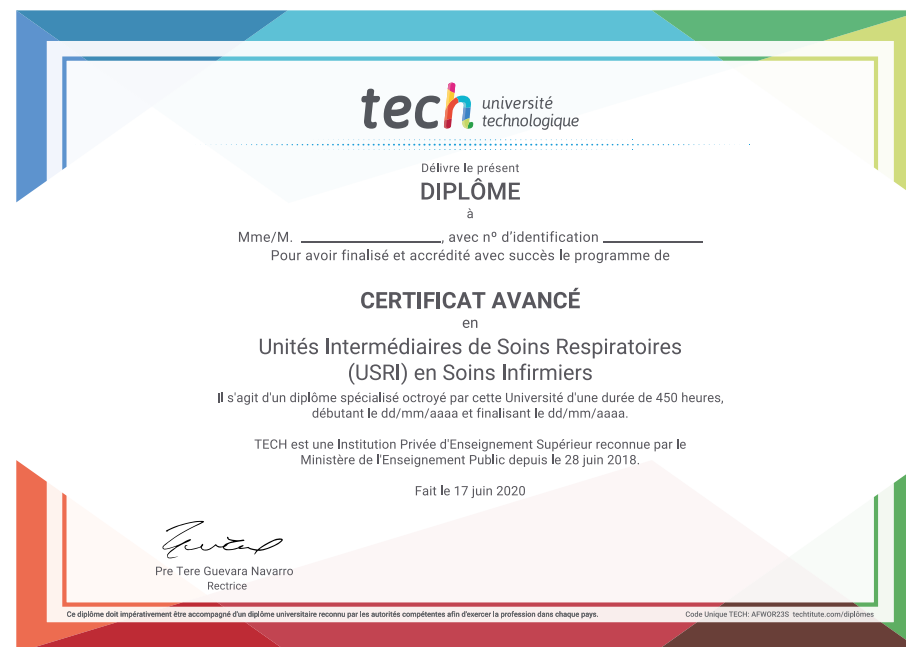 tech université
technologique
Délivre le présent
DIPLÔME
à
Mme/M. ____________________, avec nº d'identification ______________
Pour avoir finalisé et accrédité avec succès le programme de
CERTIFICAT AVANCÉ
en
Unités Intermédiaires de Soins Respiratoires
(USRI) en Soins Infirmiers
Il s'agit d'un diplôme spécialisé octroyé par cette Université d'une durée de 450 heures,
débutant le dd/mm/aaaa et finalisant le dd/mm/aaaa.
TECH est une Institution Privée d'Enseignement Supérieur reconnue par le
Ministère de l'Enseignement Public depuis le 28 juin 2018.
Fait le 17 juin 2020
Pre Tere Guevara Navarro
Rectrice
Ce diplôme doit impérativement être accompagné d'un diplôme universitaire reconnu par les autorités compétentes afin d'exercer la profession dans chaque pays.
Code Unique TECH: AFWOR23S techtitute.com/diplômes